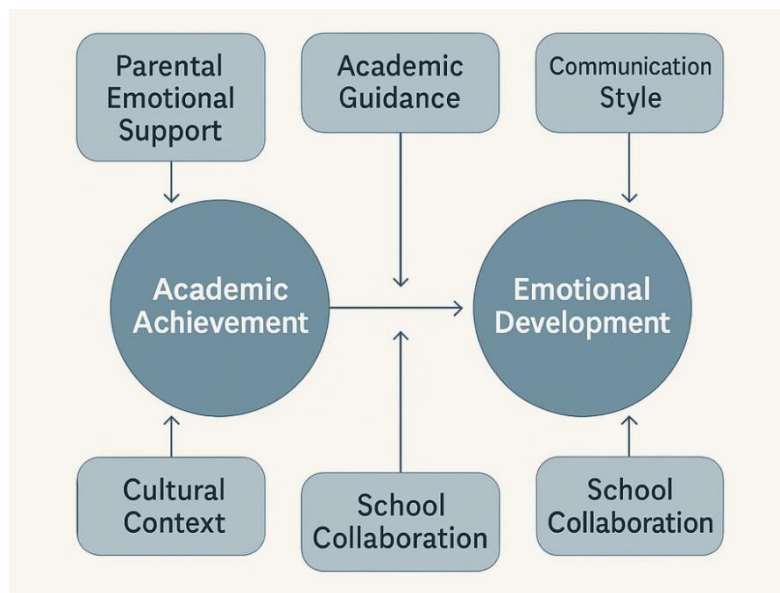 Parental
Emotional
Support
Academic
Guidance
Communication
Style
Academic
Achievement
Emotional
Development
Cultural
Context
School
Collaboration
School
Collaboration